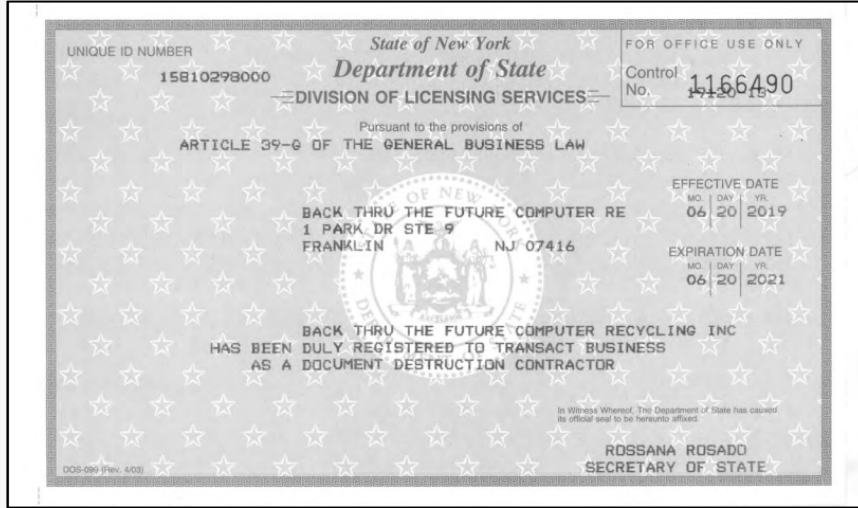 UNIQUE ID NUMBER
15810298000
State of New York
Department of State
DIVISION OF LICENSING SERVICES
FOR OFFICE USE ONLY
Control
No. 1166490
Pursuant to the provisions of
ARTICLE 39-G OF THE GENERAL BUSINESS LAW
BACK THRU THE FUTURE COMPUTER RE
1 PARK DR STE 9
FRANKLIN NJ 07416
EFFECTIVE DATE
MO. DAY YR.
06 20 2019
EXPIRATION DATE
MO. DAY YR.
06 20 2021
BACK THRU THE FUTURE COMPUTER RECYCLING INC
HAS BEEN DULY REGISTERED TO TRANSACT BUSINESS
AS A DOCUMENT DESTRUCTION CONTRACTOR
In Witness Whereof, The Department of State has caused
its official seal to be hereunto affixed.
ROSSANA ROSADO
SECRETARY OF STATE
DOS-099 (Rev. 4/03)